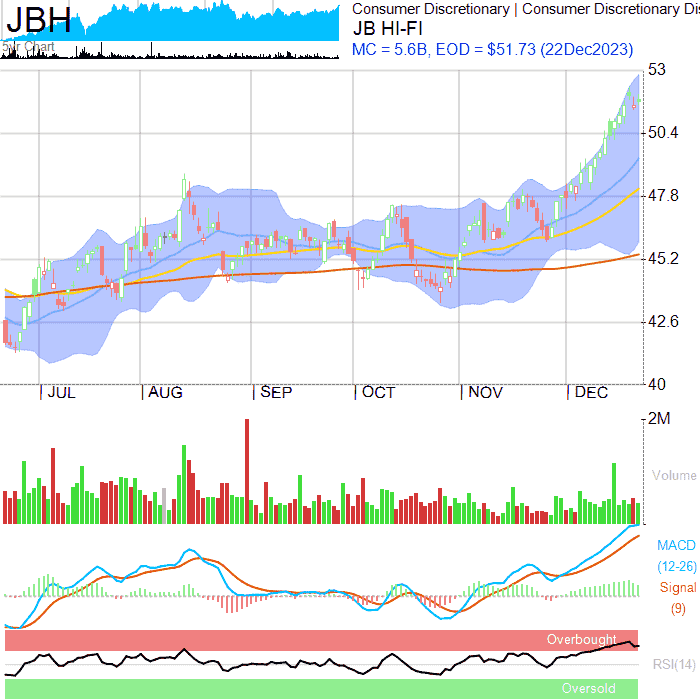 JBH
5yr Chart
Consumer Discretionary | Consumer Discretionary Dis
JB HI-FI
MC = 5.6B, EOD = $51.73 (22Dec2023)
53
50.4
47.8
45.2
42.6
40
JUL AUG SEP OCT NOV DEC
2M
Volume
MACD
(12-26)
Signal
(9)
Overbought
RSI(14)
Oversold